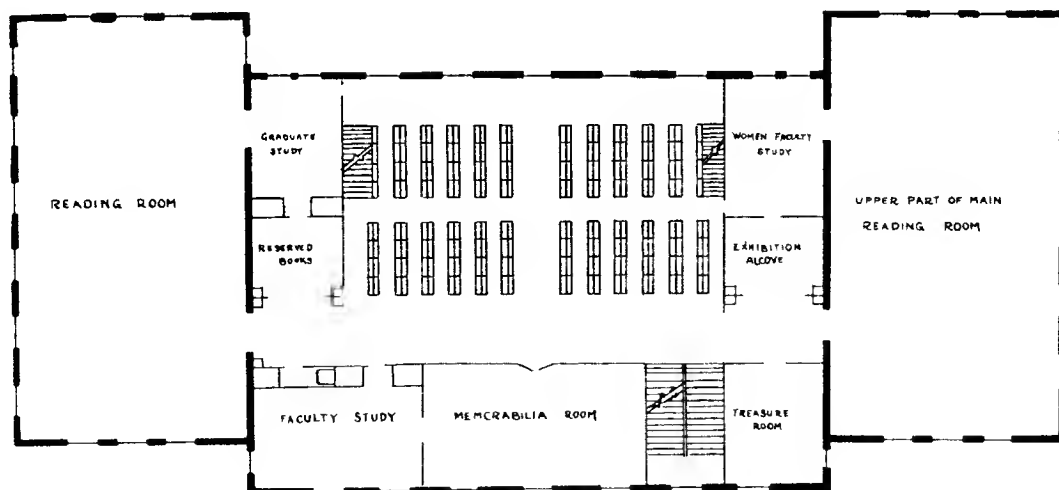 GRADUATE
STUDY
WOMEN FACULTY
STUDY
READING ROOM
UPPER PART OF MAIN
READING ROOM
RESERVED
BOOKS
EXHIBITION
ALCOVE
FACULTY STUDY
MEMORABILIA ROOM
TREASURE
ROOM